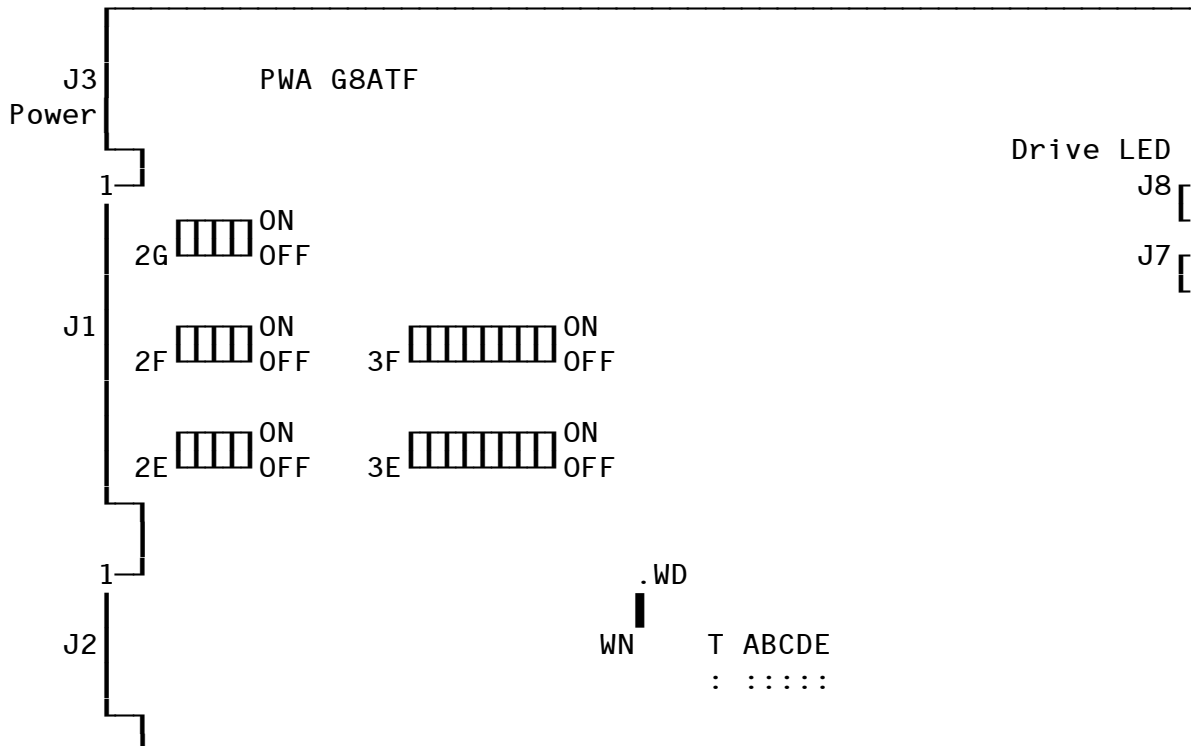 J3 PWA G8ATF
Power
Drive LED
1 J8
ON
2G OFF J7
J1 ON ON
2F OFF 3F OFF
ON ON
2E OFF 3E OFF
1 .WD
J2 WN T ABCDE
: :::::